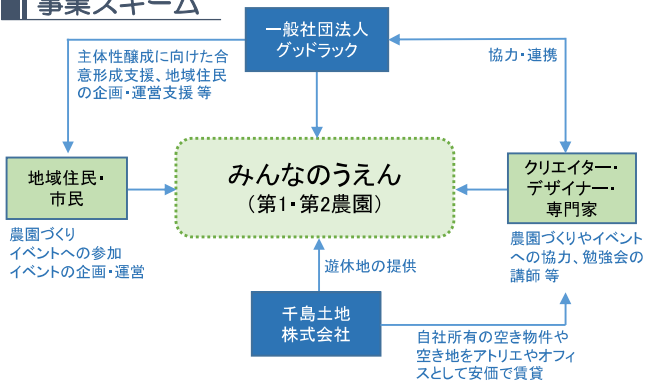 事業スキーム
一般社団法人
グッドラック
主体性醸成に向けた合
意形成支援、地域住民
の企画・運営支援 等
協力・連携
みんなのうえん
（第1・第2農園）
地域住民・
市民
農園づくり
イベントへの参加
イベントの企画・運営
クリエイター・
デザイナー・
専門家
農園づくりやイベント
への協力、勉強会の
講師 等
遊休地の提供
千島土地
株式会社
自社所有の空き物件や
空き地をアトリエやオフィ
スとして安価で賃貸